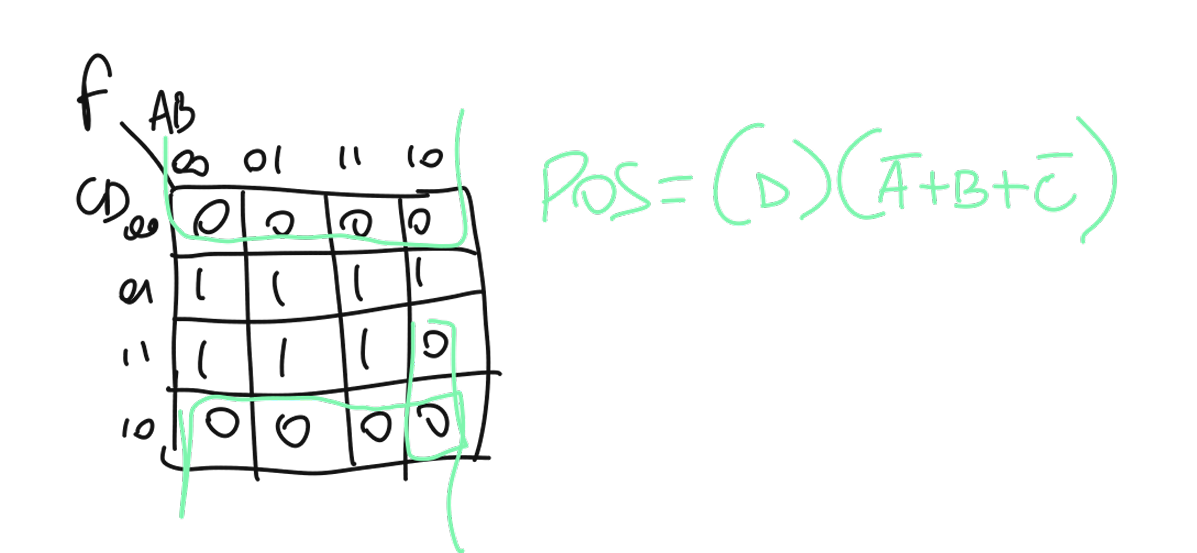 f
AB
00 01 11 10
POS = (D)(A̅+B+C̅)
CD
00 0 0 0 0
01 1 1 1 1
11 1 1 1 0
10 0 0 0 0